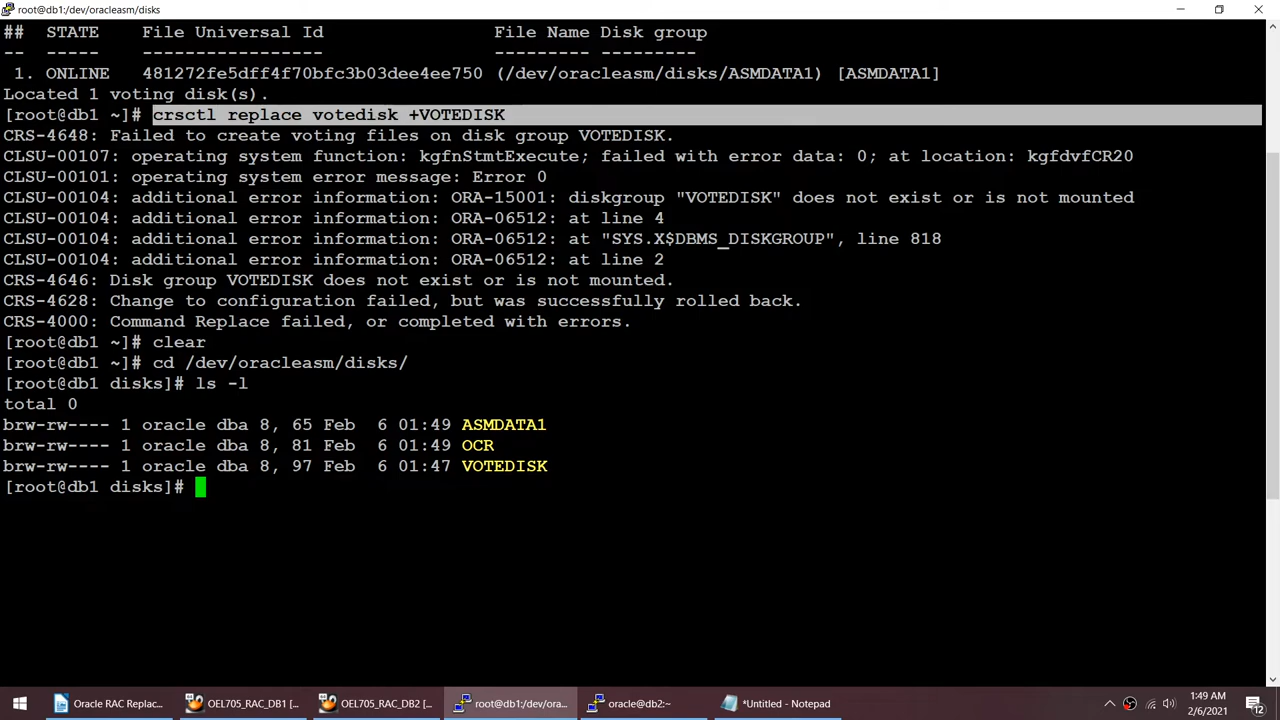 root@db1:/dev/oracleasm/disks
##  STATE    File Universal Id                File Name Disk group
--  -----    -----------------                --------- ---------
 1. ONLINE   481272fe5dff4f70bfc3b03dee4ee750 (/dev/oracleasm/disks/ASMDATA1) [ASMDATA1]
Located 1 voting disk(s).
[root@db1 ~]# crsctl replace votedisk +VOTEDISK
CRS-4648: Failed to create voting files on disk group VOTEDISK.
CLSU-00107: operating system function: kgfnStmtExecute; failed with error data: 0; at location: kgfdvfCR20
CLSU-00101: operating system error message: Error 0
CLSU-00104: additional error information: ORA-15001: diskgroup "VOTEDISK" does not exist or is not mounted
CLSU-00104: additional error information: ORA-06512: at line 4
CLSU-00104: additional error information: ORA-06512: at "SYS.X$DBMS_DISKGROUP", line 818
CLSU-00104: additional error information: ORA-06512: at line 2
CRS-4646: Disk group VOTEDISK does not exist or is not mounted.
CRS-4628: Change to configuration failed, but was successfully rolled back.
CRS-4000: Command Replace failed, or completed with errors.
[root@db1 ~]# clear
[root@db1 ~]# cd /dev/oracleasm/disks/
[root@db1 disks]# ls -l
total 0
brw-rw---- 1 oracle dba 8, 65 Feb  6 01:49 ASMDATA1
brw-rw---- 1 oracle dba 8, 81 Feb  6 01:49 OCR
brw-rw---- 1 oracle dba 8, 97 Feb  6 01:47 VOTEDISK
[root@db1 disks]#
Oracle RAC Replac... OEL705_RAC_DB1 [... OEL705_RAC_DB2 [... root@db1:/dev/ora... oracle@db2:~ *Untitled - Notepad
1:49 AM
2/6/2021
12